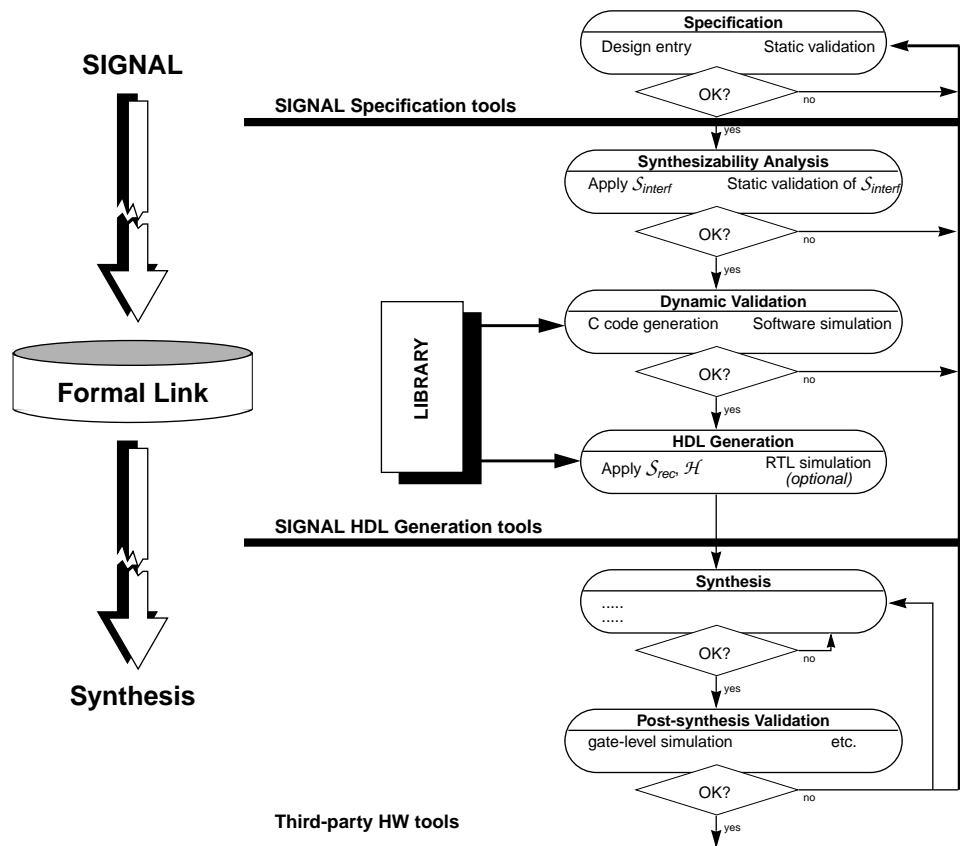 SIGNAL
Formal Link
Synthesis
Specification
Design entry Static validation
OK?
no
yes
SIGNAL Specification tools
Synthesizability Analysis
Apply 𝒮interf Static validation of 𝒮interf
OK?
no
yes
LIBRARY
Dynamic Validation
C code generation Software simulation
OK?
no
yes
HDL Generation
Apply 𝒮rec, ℋ RTL simulation
(optional)
SIGNAL HDL Generation tools
Synthesis
.....
.....
OK?
no
yes
Post-synthesis Validation
gate-level simulation etc.
OK?
no
yes
Third-party HW tools